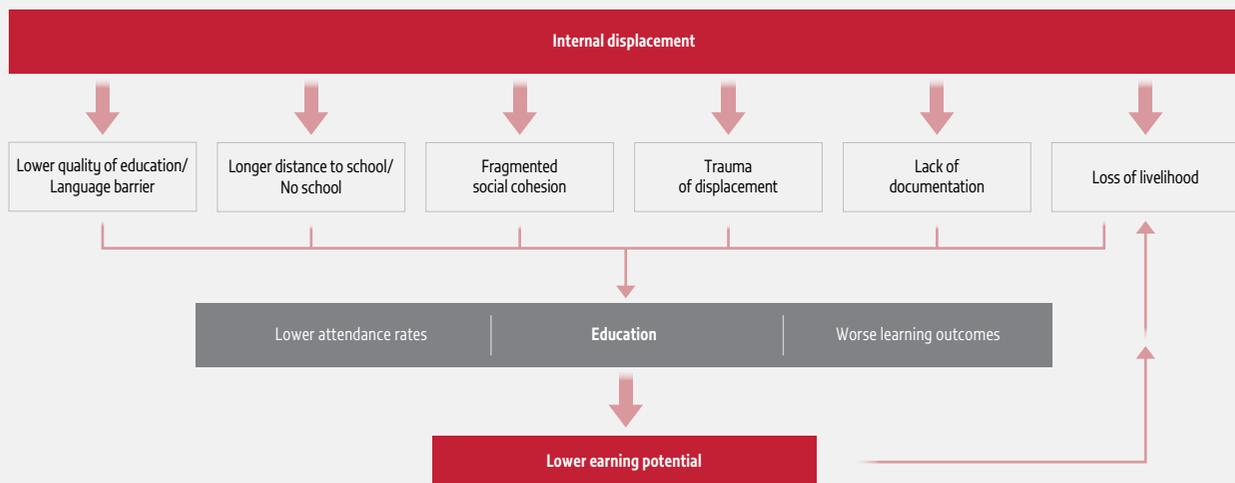 Internal displacement
Lower quality of education/
Language barrier
Longer distance to school/
No school
Fragmented
social cohesion
Trauma
of displacement
Lack of
documentation
Loss of livelihood
Lower attendance rates
Education
Worse learning outcomes
Lower earning potential